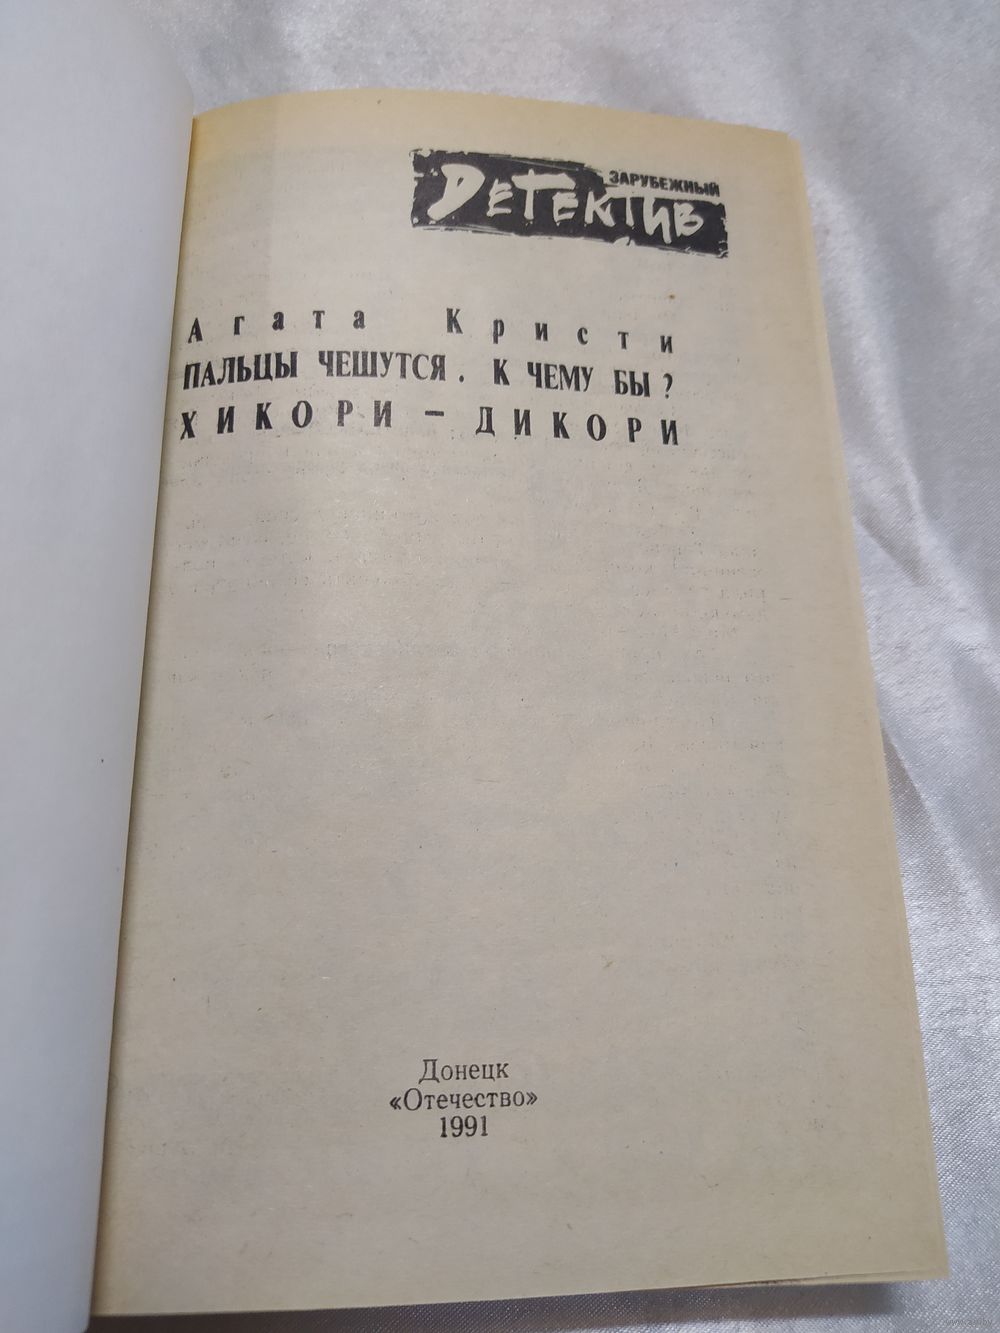 ЗАРУБЕЖНЫЙ
ДЕТЕКТИВ
Агата Кристи
ПАЛЬЦЫ ЧЕШУТСЯ. К ЧЕМУ БЫ?
ХИКОРИ – ДИКОРИ
Донецк
«Отечество»
1991